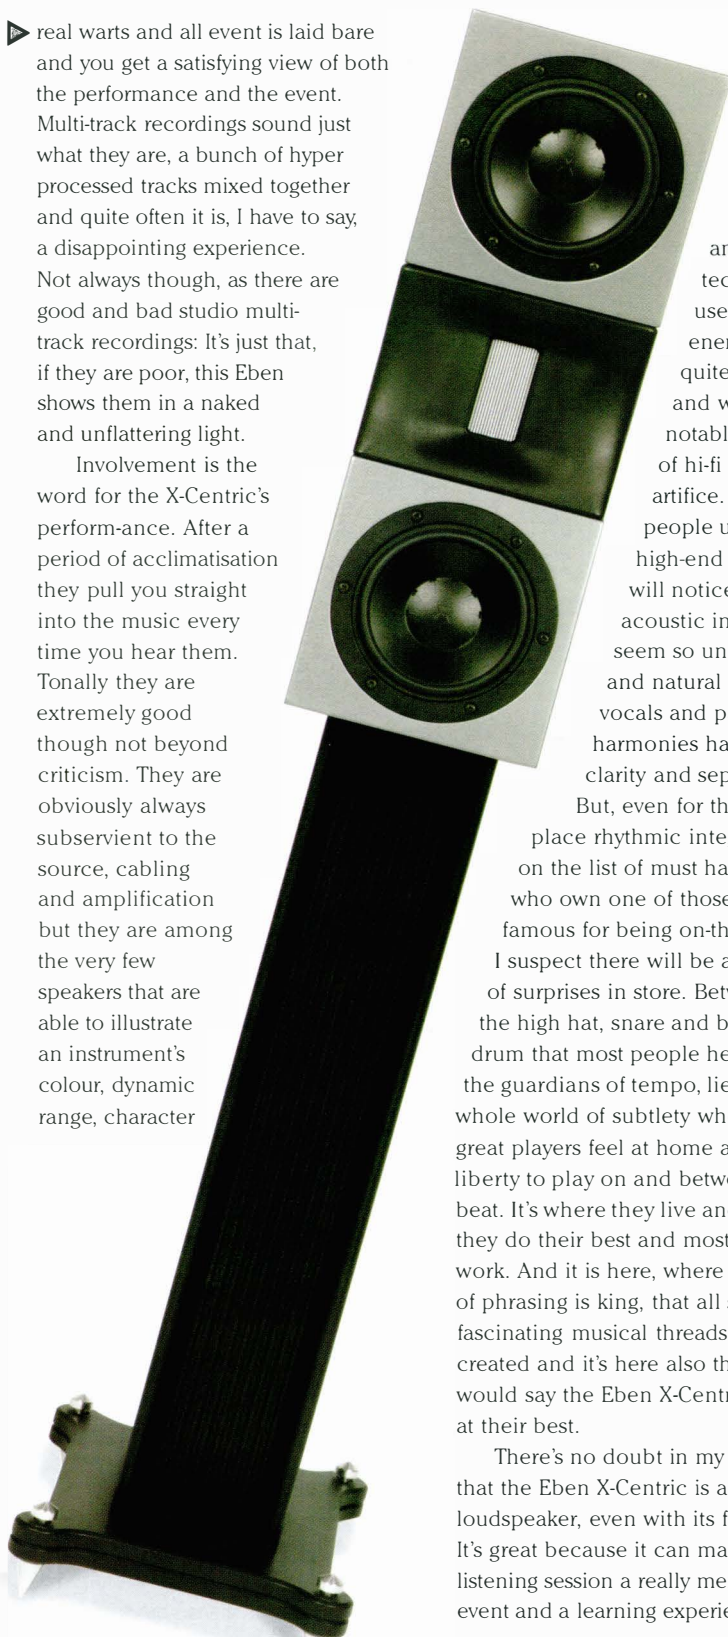 real warts and all event is laid bare
and you get a satisfying view of both
the performance and the event.
Multi-track recordings sound just
what they are, a bunch of hyper
processed tracks mixed together
and quite often it is, I have to say,
a disappointing experience.
Not always though, as there are
good and bad studio multi-
track recordings: It's just that,
if they are poor, this Eben
shows them in a naked
and unflattering light.
Involvement is the
word for the X-Centric's
perform-ance. After a
period of acclimatisation
they pull you straight
into the music every
time you hear them.
Tonally they are
extremely good
though not beyond
criticism. They are
obviously always
subservient to the
source, cabling
and amplification
but they are among
the very few
speakers that are
able to illustrate
an instrument's
colour, dynamic
range, character
quite
and
of hi-fi
artifice.
people
high-end
will notice
acoustic
seem so
and natural
vocals and
harmonies
clarity and
But, even for
place rhythmic
on the list of must
who own one of those
famous for being
I suspect there will be
of surprises in store.
the high hat, snare and
drum that most people
the guardians of tempo,
whole world of subtlety
great players feel at home
liberty to play on and
beat. It's where they live
they do their best and most
work. And it is here, where
of phrasing is king, that all
fascinating musical threads
created and it's here also
would say the Eben
at their best.
There's no doubt in my
that the Eben X-Centric is
loudspeaker, even with its
It's great because it can
listening session a really
event and a learning